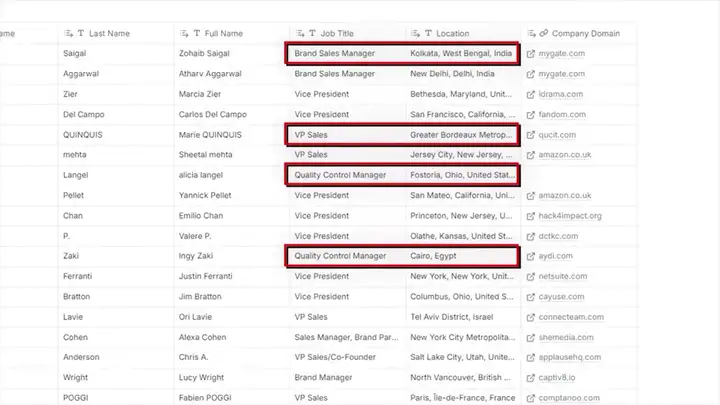 ame Last Name Full Name Job Title Location Company Domain
Saigal Zohaib Saigal Brand Sales Manager Kolkata, West Bengal, India mygate.com
Aggarwal Atharv Aggarwal Brand Sales Manager New Delhi, Delhi, India mygate.com
Zier Marcia Zier Vice President Bethesda, Maryland, Unit... idrama.com
Del Campo Carlos Del Campo Vice President San Francisco, California, ... fandom.com
QUINQUIS Marie QUINQUIS VP Sales Greater Bordeaux Metrop... qucit.com
mehta Sheetal mehta VP Sales Jersey City, New Jersey, ... amazon.co.uk
Langel alicia langel Quality Control Manager Fostoria, Ohio, United Stat...
Pellet Yannick Pellet Vice President San Mateo, California, Uni... amazon.co.uk
Chan Emilio Chan Vice President Princeton, New Jersey, U... hack4impact.org
P. Valere P. Vice President Olathe, Kansas, United St... dctkc.com
Zaki Ingy Zaki Quality Control Manager Cairo, Egypt aydi.com
Ferranti Justin Ferranti Vice President New York, New York, Unit... netsuite.com
Bratton Jim Bratton Vice President Columbus, Ohio, United S... cayuse.com
Lavie Ori Lavie VP Sales Tel Aviv District, Israel connecteam.com
Cohen Alexa Cohen Sales Manager, Brand Par... New York City Metropolita... shemedia.com
Anderson Chris A. VP Sales/Co-Founder Salt Lake City, Utah, Unite... applausehq.com
Wright Lucy Wright Brand Manager North Vancouver, British ... captiv8.io
POGGI Fabien POGGI VP Sales Paris, Île-de-France, France comptanoo.com